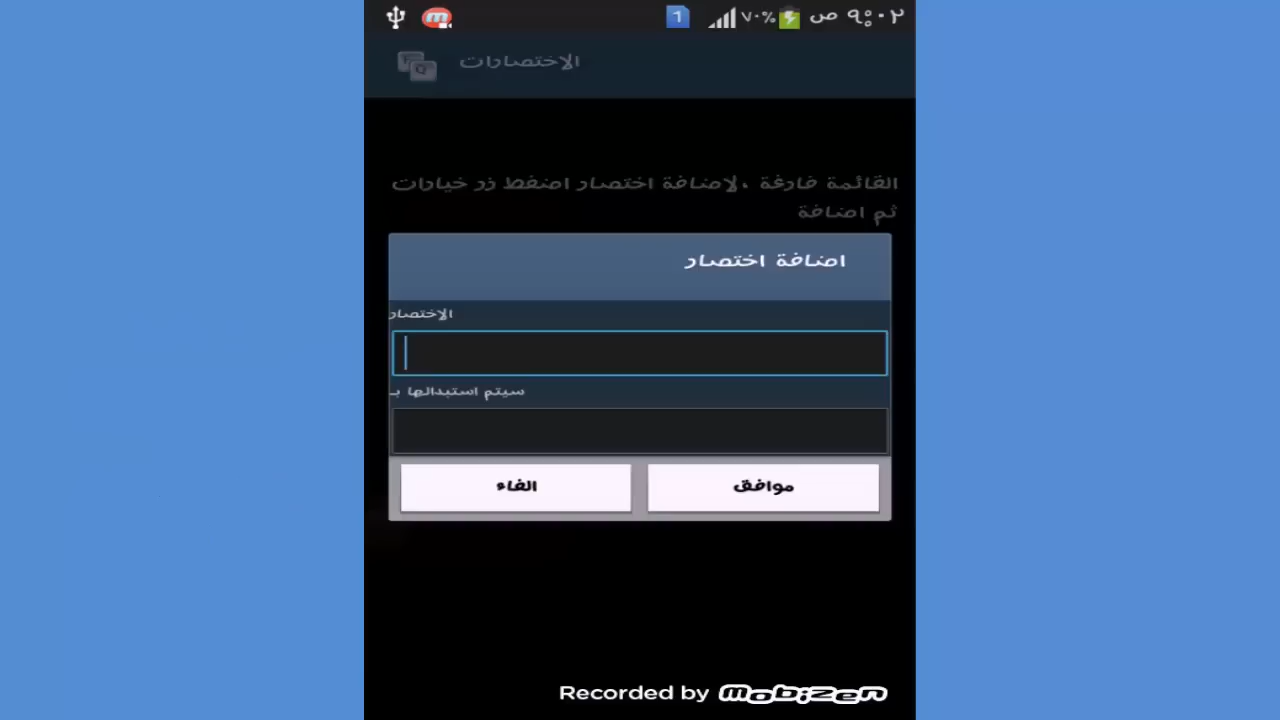 1 ٧٠% ٩:٠٢ ص
الإختصارات
القائمة فارغة ،لإضافة اختصار اضغط زر خيارات
ثم اضافة
اضافة اختصار
الإختصار
سيتم استبدالها بـ
موافق
الغاء
Recorded by mobizen